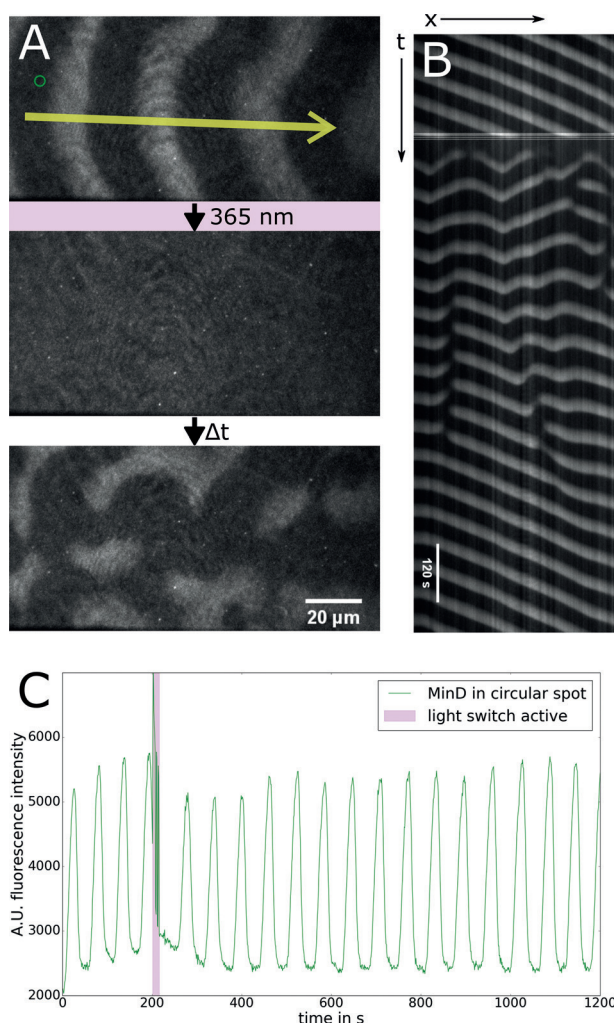 A
365 nm
Δt
20 µm
x
t
B
120 s
C
A.U. fluorescence intensity
6000
5000
4000
3000
2000
MinD in circular spot
light switch active
0
200
400
600
800
1000
1200
time in s